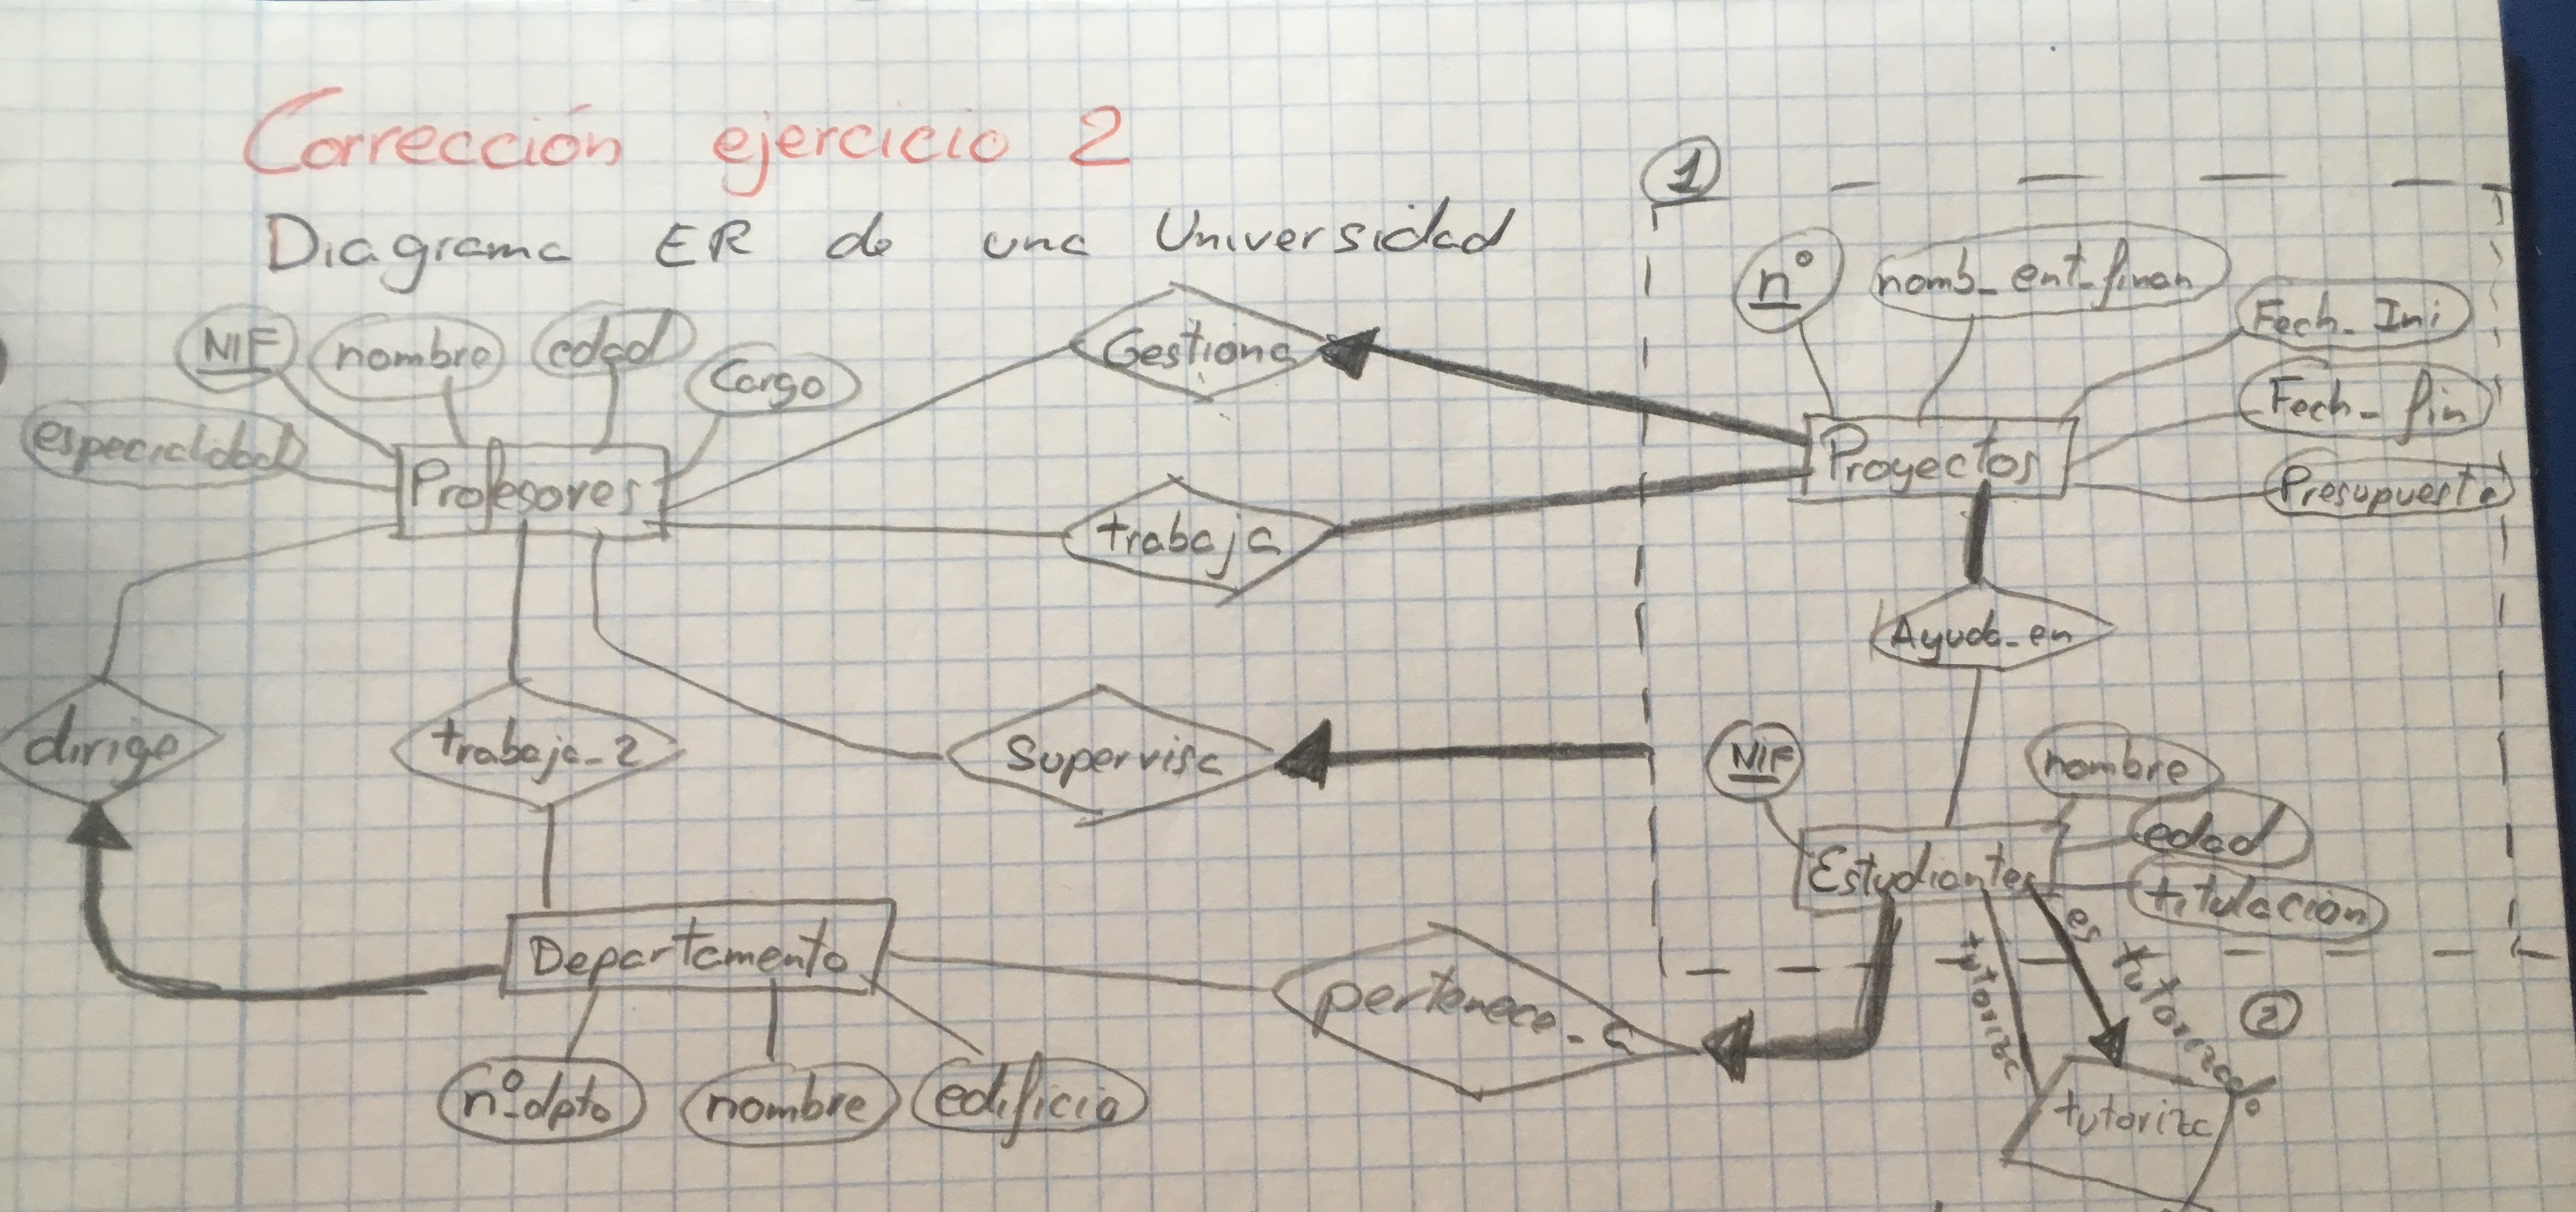 Corrección ejercicio 2
Diagrama ER de una Universidad
1
n°
nomb_ent_finan
Fech_Ini
Fech_fin
Presupuesto
Proyectos
NIF
nombre
edad
Cargo
especialidad
Profesores
Gestiona
trabaja
Ayuda_en
dirige
trabaja_2
Supervisa
NIF
nombre
edad
titulación
Estudiantes
Departamento
pertenece_a
tutoriza
es tutorizado
2
n°_dpto
nombre
edificio
tutoriza